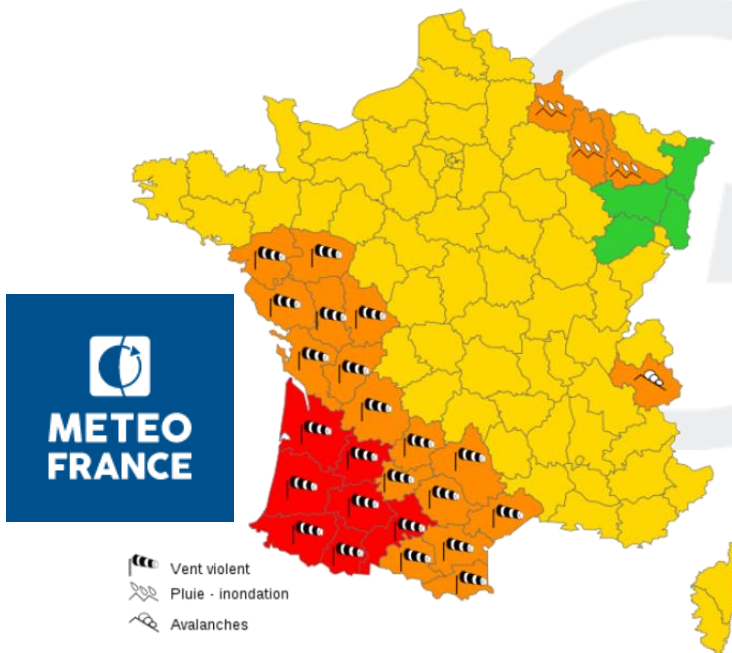 METEO
FRANCE
Vent violent
Pluie - inondation
Avalanches